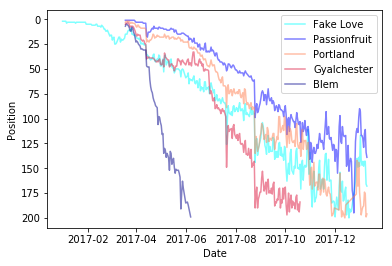 Fake Love
Passionfruit
Portland
Gyalchester
Blem
Position
0
25
50
75
100
125
150
175
200
2017-02 2017-04 2017-06 2017-08 2017-10 2017-12
Date